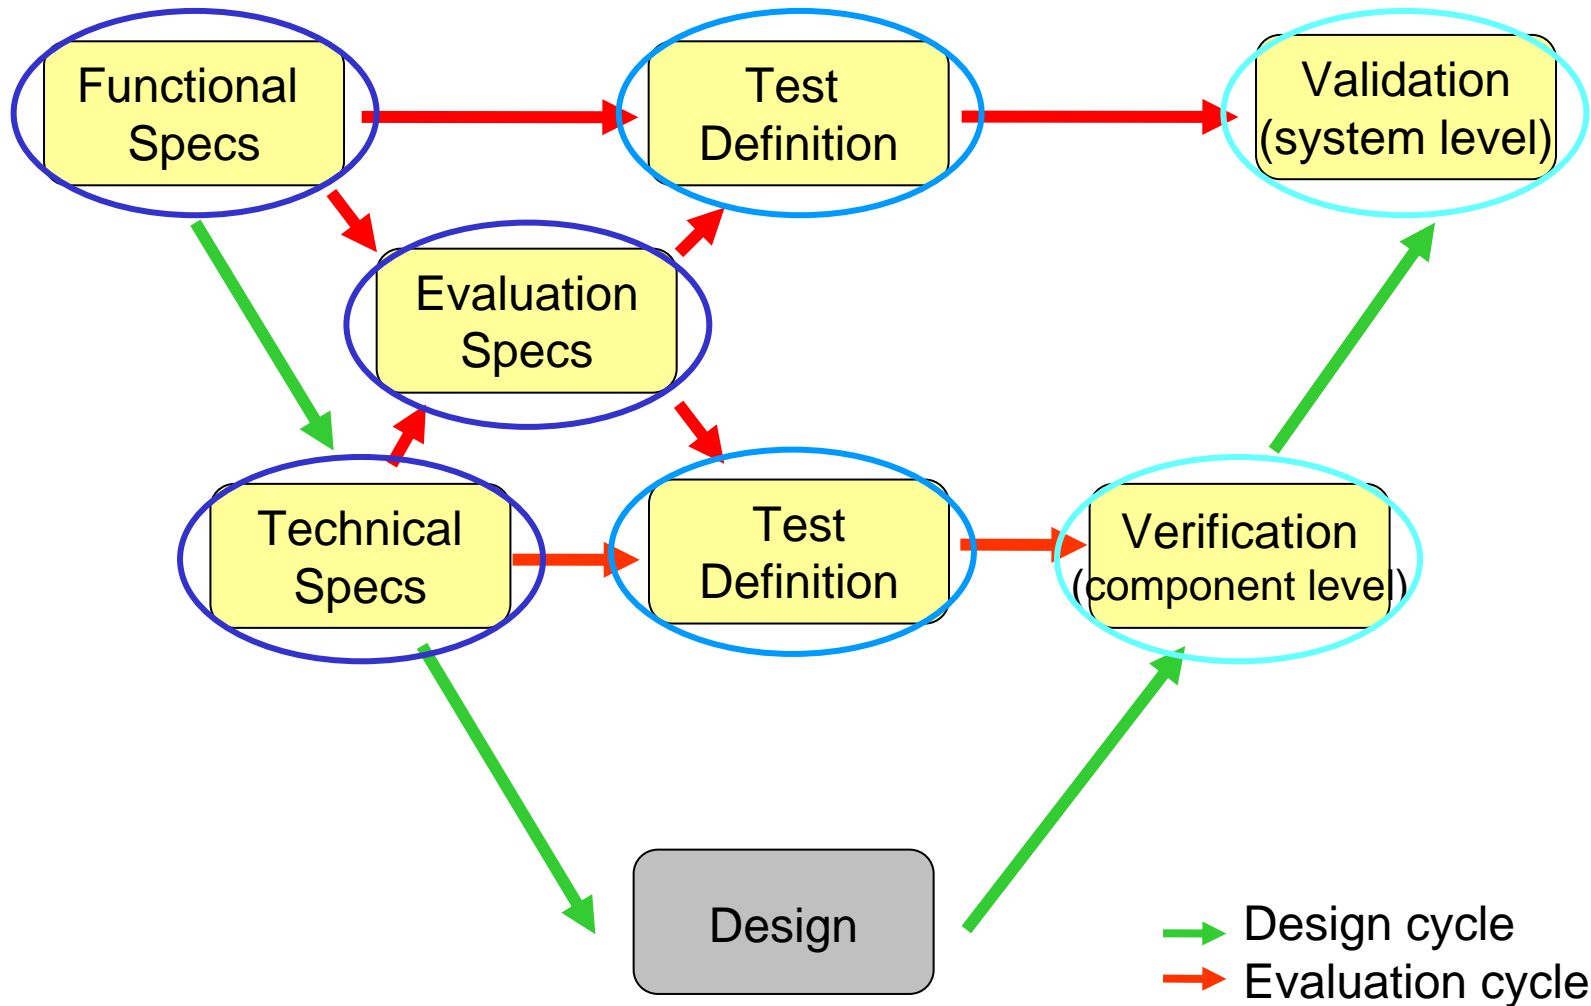 Functional
Specs
Test
Definition
Validation
(system level)
Evaluation
Specs
Technical
Specs
Test
Definition
Verification
(component level)
Design
Design cycle
Evaluation cycle